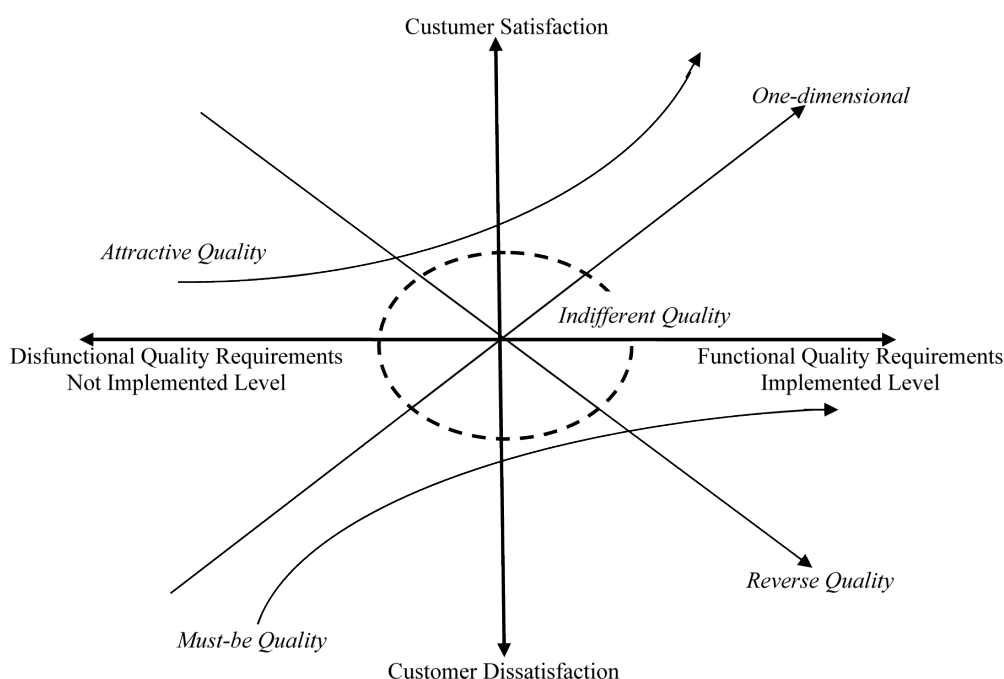 Custumer Satisfaction
One-dimensional
Attractive Quality
Indifferent Quality
Disfunctional Quality Requirements
Not Implemented Level
Functional Quality Requirements
Implemented Level
Reverse Quality
Must-be Quality
Customer Dissatisfaction